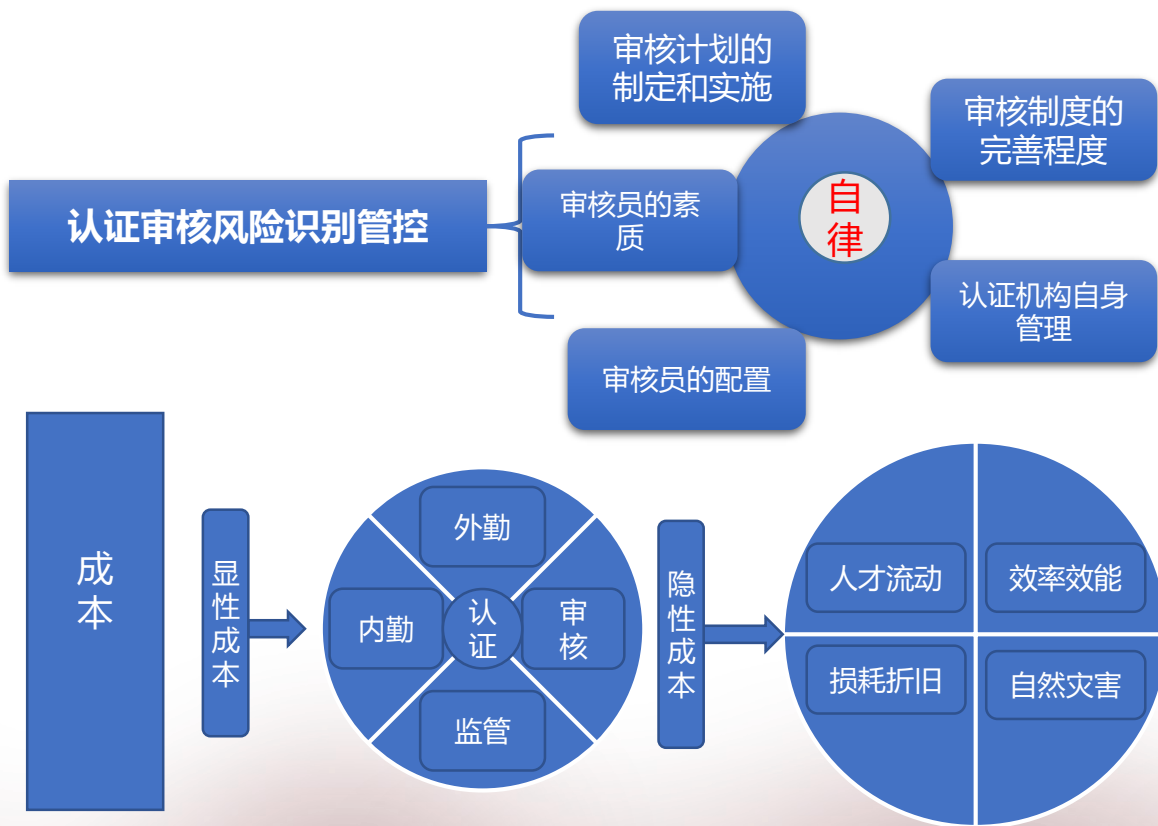 审核计划的
制定和实施
审核制度的
完善程度
认证审核风险识别管控
审核员的素
质
自
律
认证机构自身
管理
审核员的配置
成
本
显
性
成
本
外勤
内勤
认
证
审
核
监管
隐
性
成
本
人才流动
效率效能
损耗折旧
自然灾害